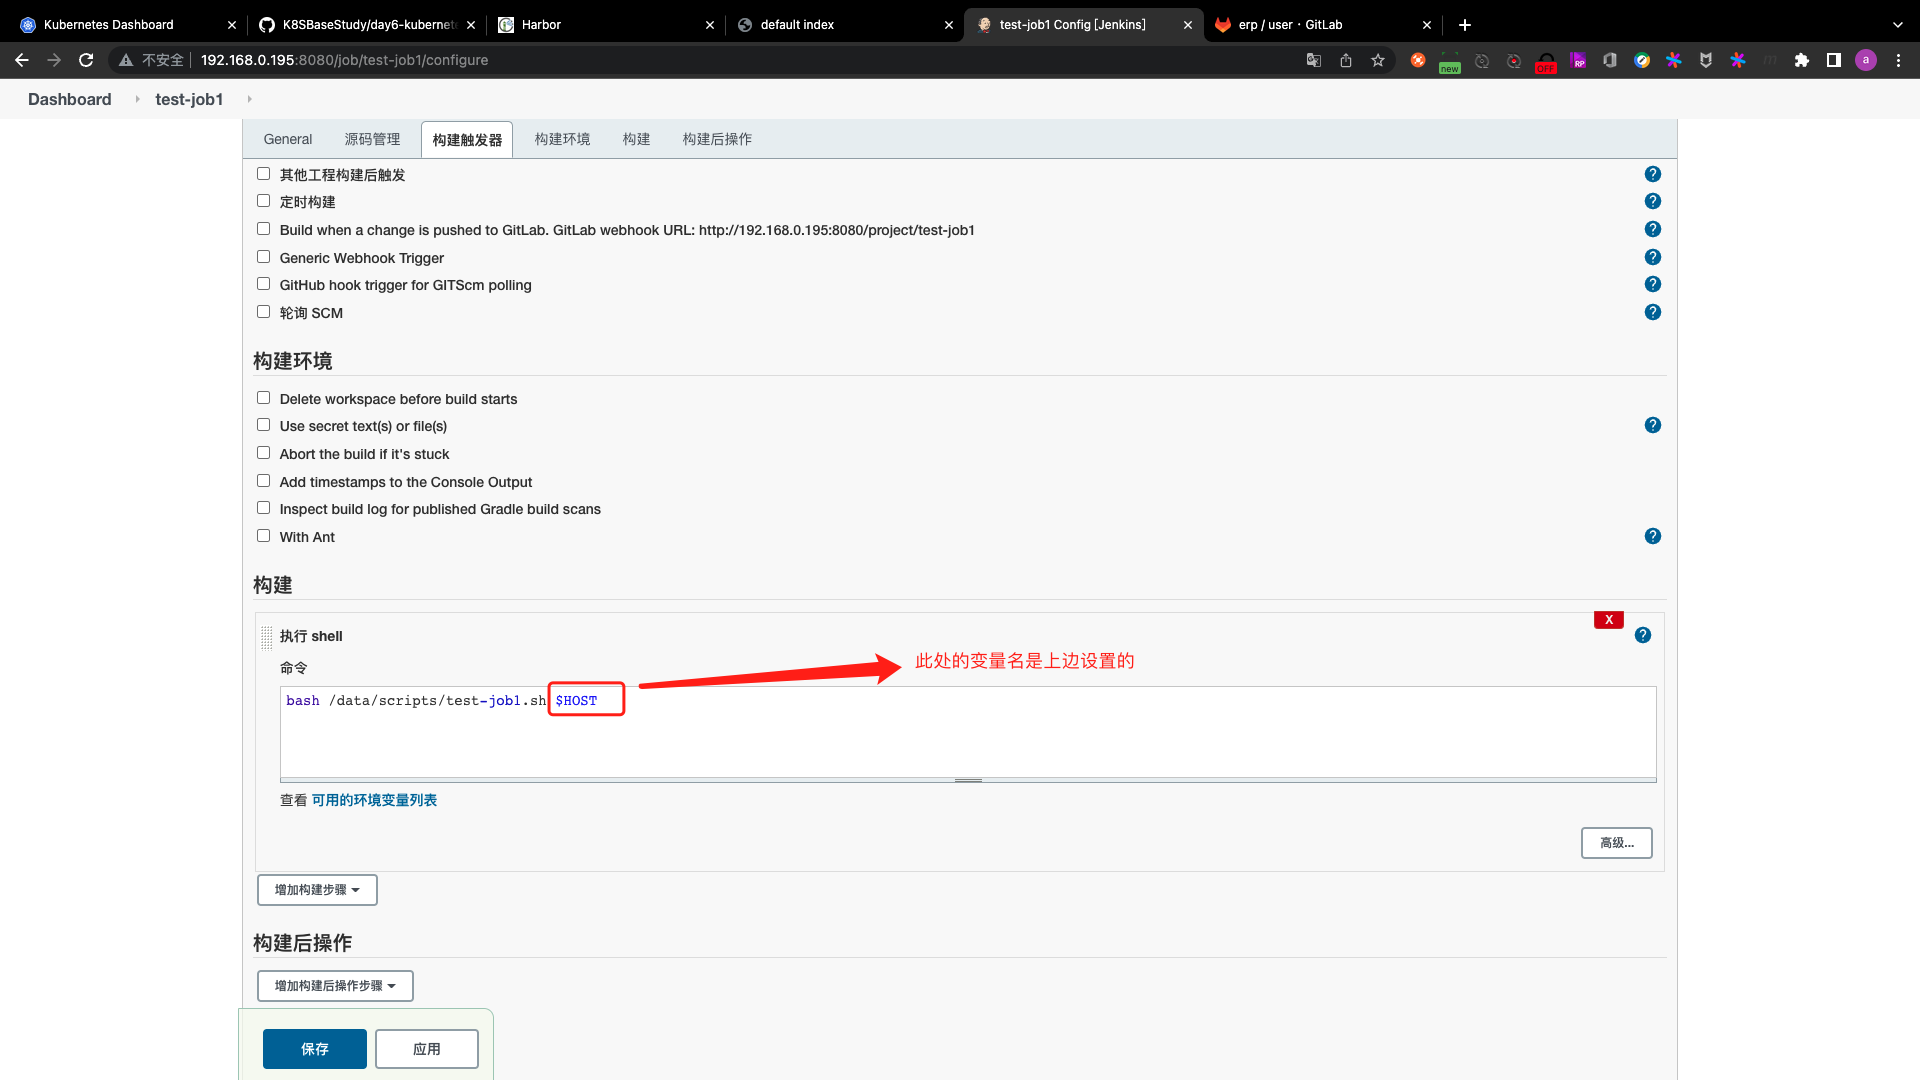 Kubernetes Dashboard
K8SBaseStudy/day6-kubernete
Harbor
default index
test-job1 Config [Jenkins]
erp / user · GitLab
不安全
192.168.0.195:8080/job/test-job1/configure
new
OFF
RP
a
Dashboard
test-job1
General
源码管理
构建触发器
构建环境
构建
构建后操作
其他工程构建后触发
定时构建
Build when a change is pushed to GitLab. GitLab webhook URL: http://192.168.0.195:8080/project/test-job1
Generic Webhook Trigger
GitHub hook trigger for GITScm polling
轮询 SCM
构建环境
Delete workspace before build starts
Use secret text(s) or file(s)
Abort the build if it's stuck
Add timestamps to the Console Output
Inspect build log for published Gradle build scans
With Ant
构建
X
执行 shell
此处的变量名是上边设置的
命令
bash /data/scripts/test-job1.sh $HOST
查看 可用的环境变量列表
高级...
增加构建步骤
构建后操作
增加构建后操作步骤
保存
应用